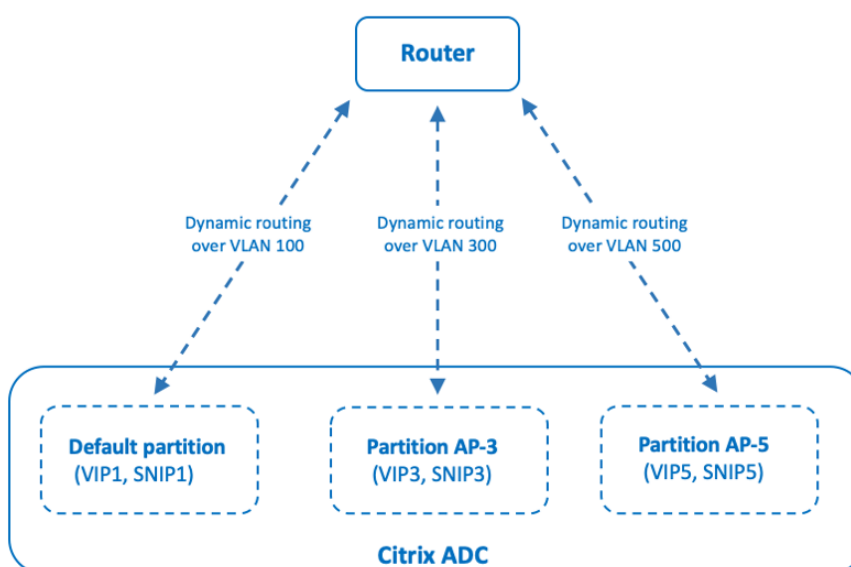 Router
Dynamic routing
over VLAN 100
Dynamic routing
over VLAN 300
Dynamic routing
over VLAN 500
Default partition
(VIP1, SNIP1)
Partition AP-3
(VIP3, SNIP3)
Partition AP-5
(VIP5, SNIP5)
Citrix ADC